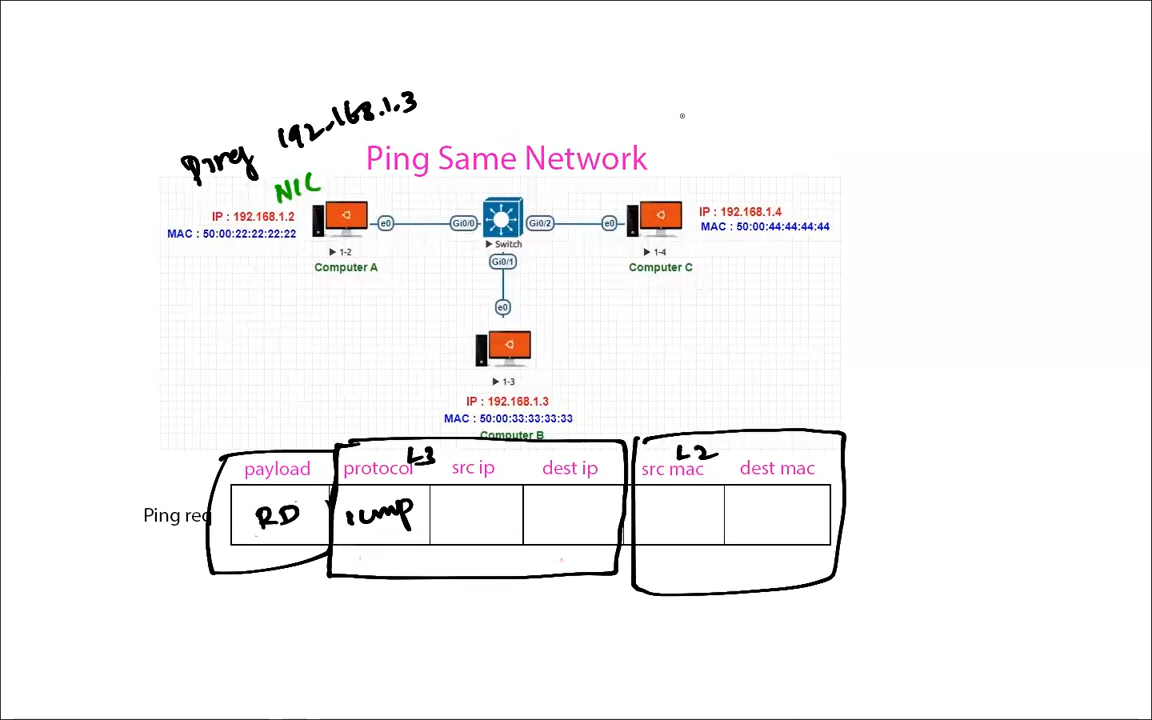 Ping 192.168.1.3
Ping Same Network
NIC
IP : 192.168.1.2
MAC : 50:00:22:22:22:22
e0
Gi0/0
Gi0/2
e0
IP : 192.168.1.4
MAC : 50:00:44:44:44:44
1-2
Switch
1-4
Computer A
Gi0/1
Computer C
e0
1-3
IP : 192.168.1.3
MAC : 50:00:33:33:33:33
Computer B
L3
L2
payload protocol src ip dest ip src mac dest mac
Ping req RD icmp